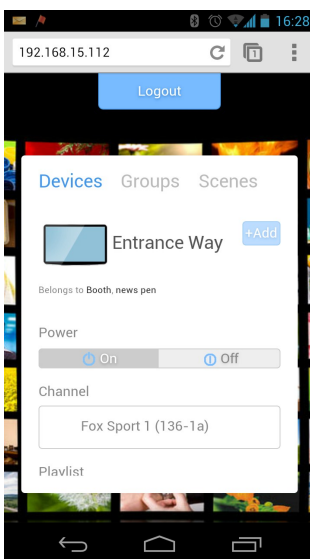 16:28
192.168.15.112
1
Logout
Devices Groups Scenes
Entrance Way
+Add
Belongs to Booth, news pen
Power
On Off
Channel
Fox Sport 1 (136-1a)
Playlist